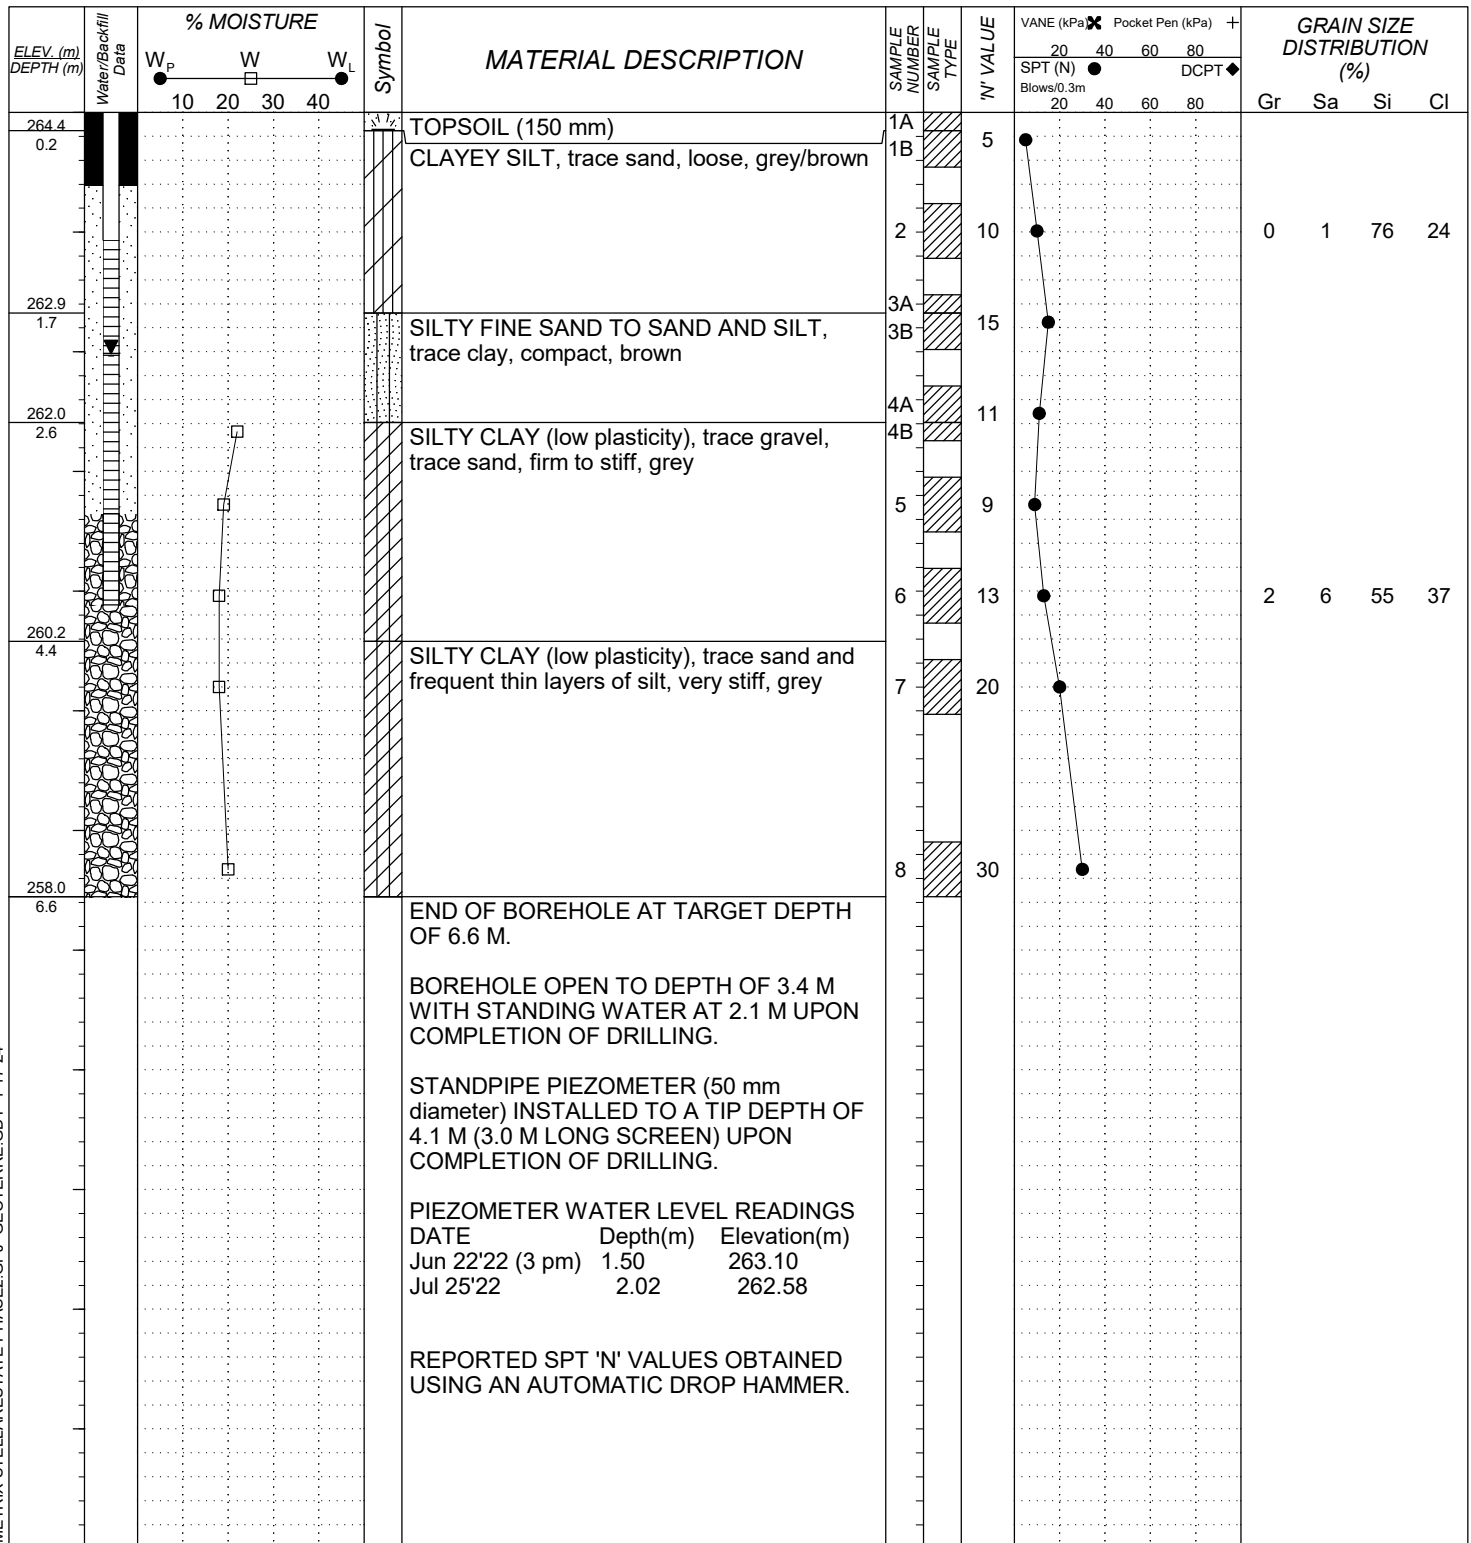 ELEV. (m)
DEPTH (m)
Water/Backfill
Data
% MOISTURE
WP W WL
10 20 30 40
Symbol
MATERIAL DESCRIPTION
SAMPLE
NUMBER
SAMPLE
TYPE
'N' VALUE
VANE (kPa) Pocket Pen (kPa) +
20 40 60 80
SPT (N) DCPT
Blows/0.3m
20 40 60 80
GRAIN SIZE
DISTRIBUTION
(%)
Gr Sa Si Cl
264.4
0.2
TOPSOIL (150 mm)
1A
CLAYEY SILT, trace sand, loose, grey/brown
1B 5
2 10 0 1 76 24
262.9
1.7
3A
SILTY FINE SAND TO SAND AND SILT,
trace clay, compact, brown
3B 15
262.0
2.6
4A 11
SILTY CLAY (low plasticity), trace gravel,
trace sand, firm to stiff, grey
4B
5 9
6 13 2 6 55 37
260.2
4.4
SILTY CLAY (low plasticity), trace sand and
frequent thin layers of silt, very stiff, grey
7 20
8 30
258.0
6.6
END OF BOREHOLE AT TARGET DEPTH
OF 6.6 M.
BOREHOLE OPEN TO DEPTH OF 3.4 M
WITH STANDING WATER AT 2.1 M UPON
COMPLETION OF DRILLING.
STANDPIPE PIEZOMETER (50 mm
diameter) INSTALLED TO A TIP DEPTH OF
4.1 M (3.0 M LONG SCREEN) UPON
COMPLETION OF DRILLING.
PIEZOMETER WATER LEVEL READINGS
DATE Depth(m) Elevation(m)
Jun 22'22 (3 pm) 1.50 263.10
Jul 25'22 2.02 262.58
REPORTED SPT 'N' VALUES OBTAINED
USING AN AUTOMATIC DROP HAMMER.